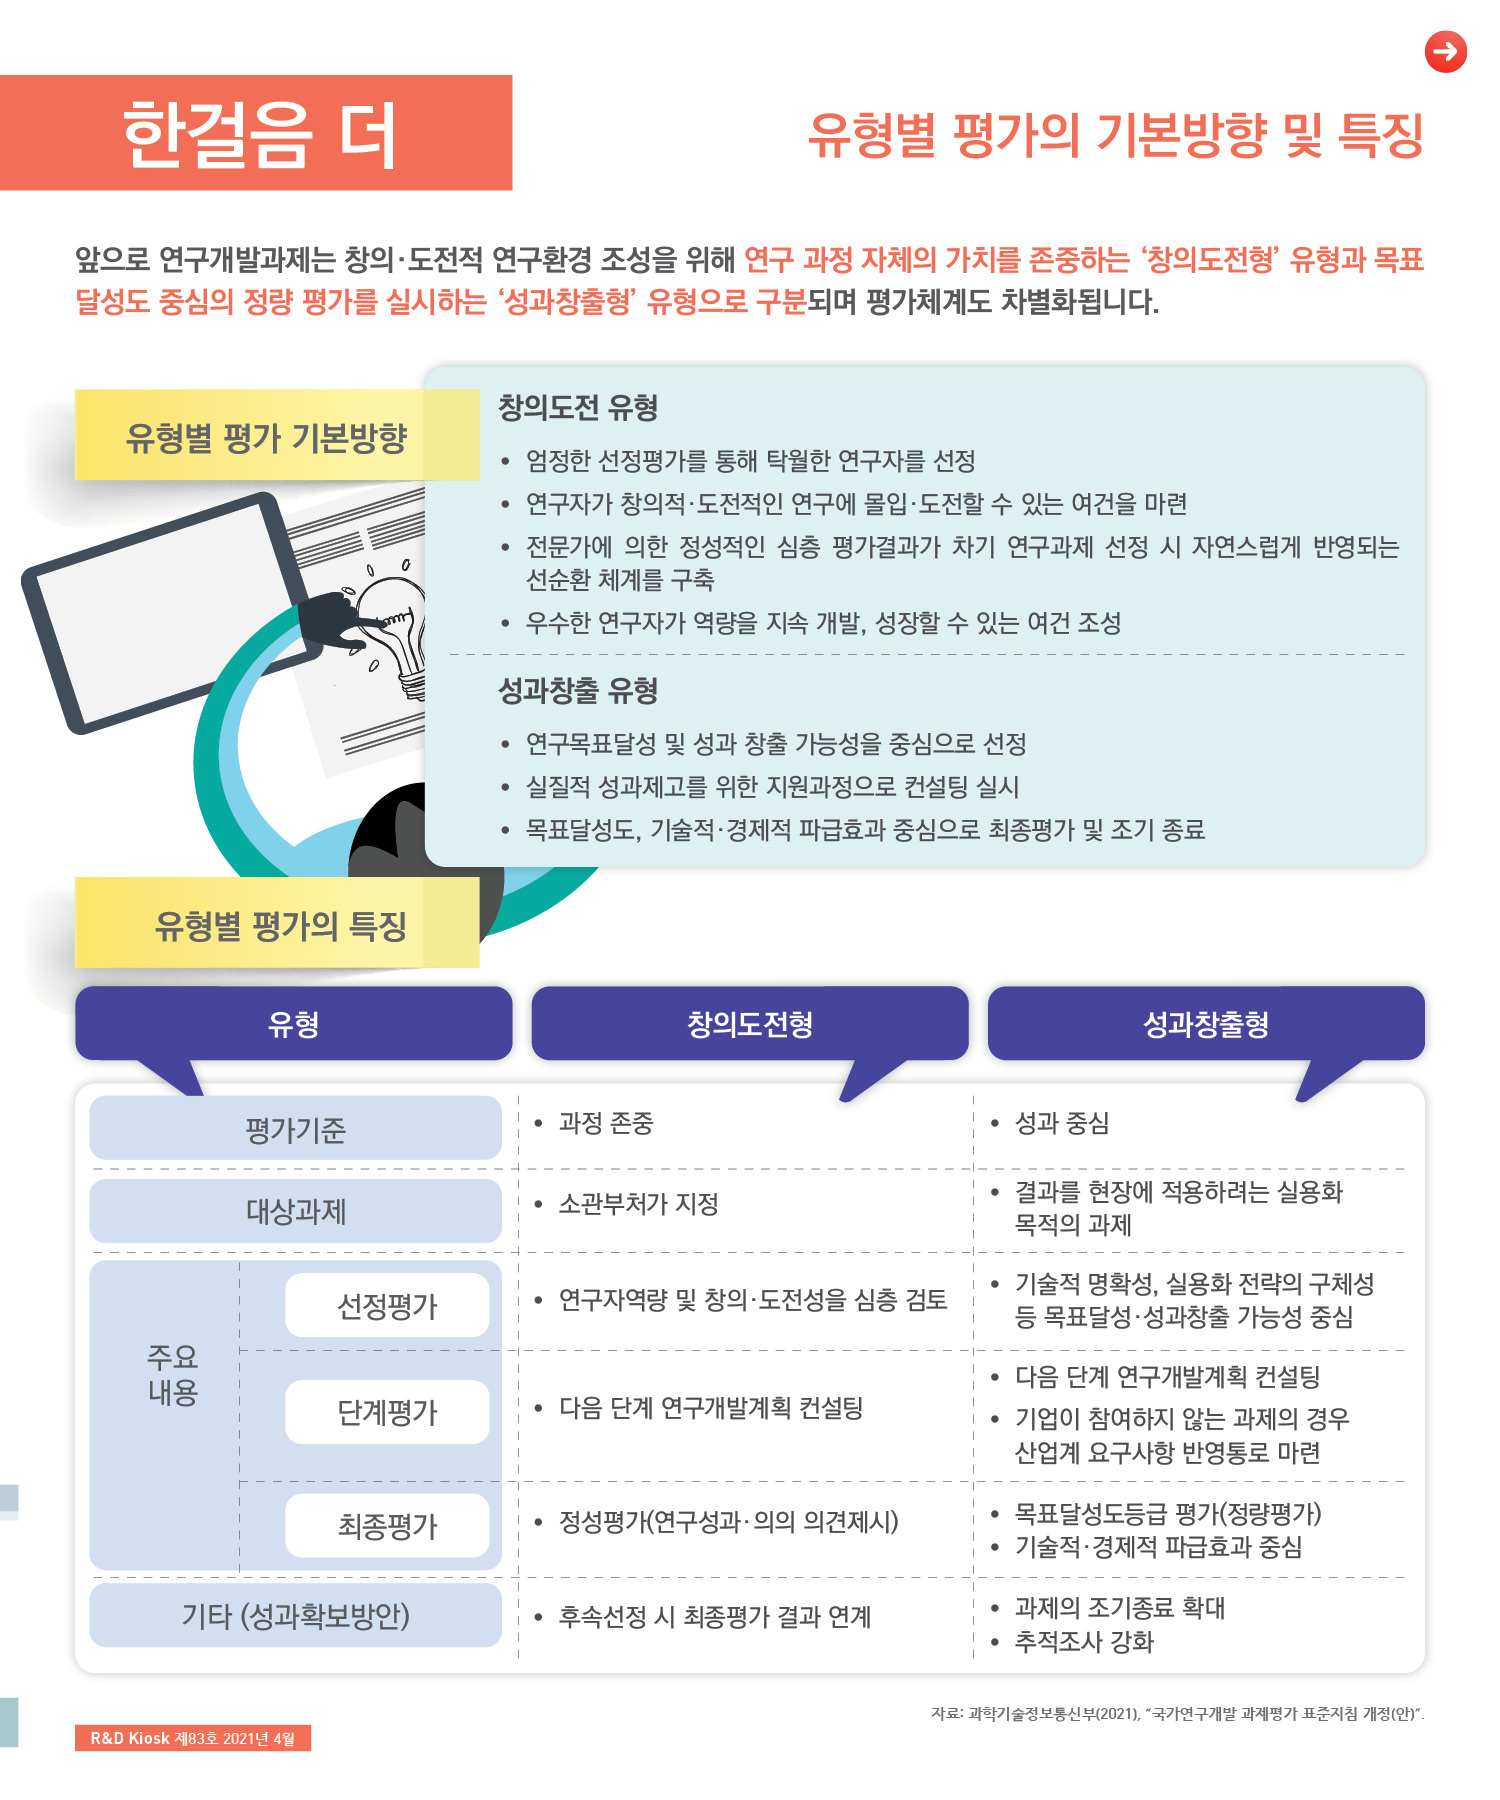 한걸음 더
유형별 평가의 기본방향 및 특징
앞으로 연구개발과제는 창의·도전적 연구환경 조성을 위해 연구 과정 자체의 가치를 존중하는 ‘창의도전형’ 유형과 목표
달성도 중심의 정량 평가를 실시하는 ‘성과창출형’ 유형으로 구분되며 평가체계도 차별화됩니다.
유형별 평가 기본방향
창의도전 유형
• 엄정한 선정평가를 통해 탁월한 연구자를 선정
• 연구자가 창의적·도전적인 연구에 몰입·도전할 수 있는 여건을 마련
• 전문가에 의한 정성적인 심층 평가결과가 차기 연구과제 선정 시 자연스럽게 반영되는
선순환 체계를 구축
• 우수한 연구자가 역량을 지속 개발, 성장할 수 있는 여건 조성
성과창출 유형
• 연구목표달성 및 성과 창출 가능성을 중심으로 선정
• 실질적 성과제고를 위한 지원과정으로 컨설팅 실시
• 목표달성도, 기술적·경제적 파급효과 중심으로 최종평가 및 조기 종료
유형별 평가의 특징
유형
창의도전형
성과창출형
평가기준
• 과정 존중
• 성과 중심
대상과제
• 소관부처가 지정
• 결과를 현장에 적용하려는 실용화
목적의 과제
주요
내용
선정평가
• 연구자역량 및 창의·도전성을 심층 검토
• 기술적 명확성, 실용화 전략의 구체성
등 목표달성·성과창출 가능성 중심
단계평가
• 다음 단계 연구개발계획 컨설팅
• 다음 단계 연구개발계획 컨설팅
• 기업이 참여하지 않는 과제의 경우
산업계 요구사항 반영통로 마련
최종평가
• 정성평가(연구성과·의의 의견제시)
• 목표달성도등급 평가(정량평가)
• 기술적·경제적 파급효과 중심
기타 (성과확보방안)
• 후속선정 시 최종평가 결과 연계
• 과제의 조기종료 확대
• 추적조사 강화
자료: 과학기술정보통신부(2021), “국가연구개발 과제평가 표준지침 개정(안)”.
R&D Kiosk 제83호 2021년 4월